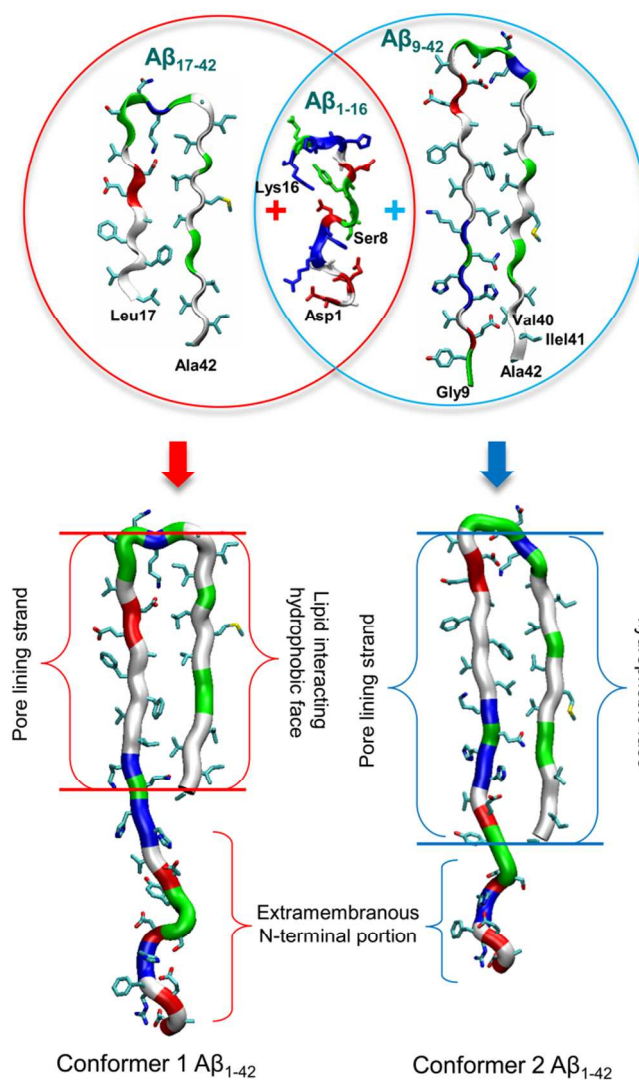 Aβ17-42
Aβ1-16
Aβ9-42
Lys16
+
+
Ser8
Leu17
Asp1
Val40
Ilel41
Ala42
Ala42
Gly9
Pore lining strand
Lipid interacting
hydrophobic face
Pore lining strand
Extramembranous
N-terminal portion
Conformer 1 Aβ1-42
Conformer 2 Aβ1-42